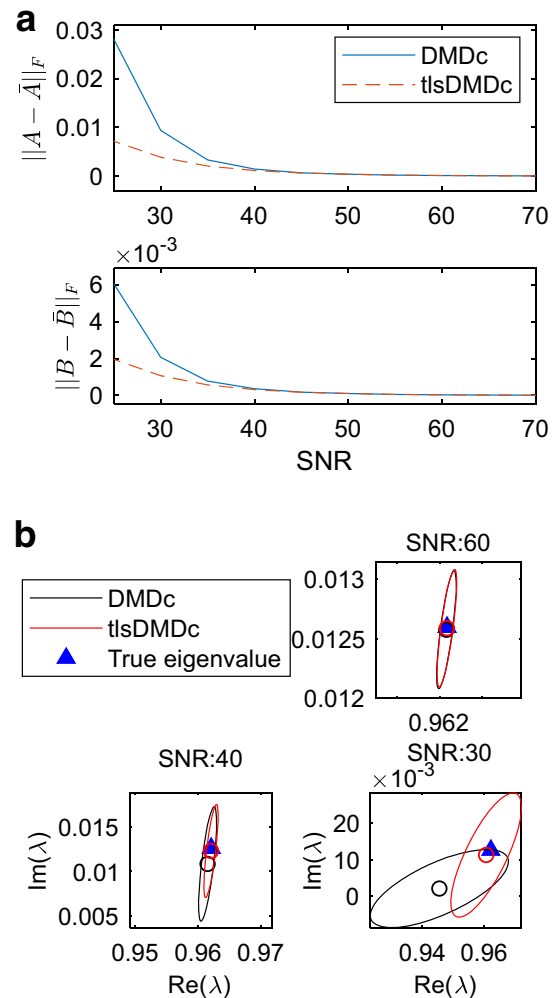 a
||A − Ā||_F
0.03
0.02
0.01
0
DMDc
tlsDMDc
30 40 50 60 70
×10⁻³
||B − B̄||_F
6
4
2
0
30 40 50 60 70
SNR
b
DMDc
tlsDMDc
True eigenvalue
SNR:60
0.013
0.0125
0.012
0.962
SNR:40
Im(λ)
0.015
0.01
0.005
0.95 0.96 0.97
Re(λ)
SNR:30
×10⁻³
Im(λ)
20
10
0
0.94 0.96
Re(λ)